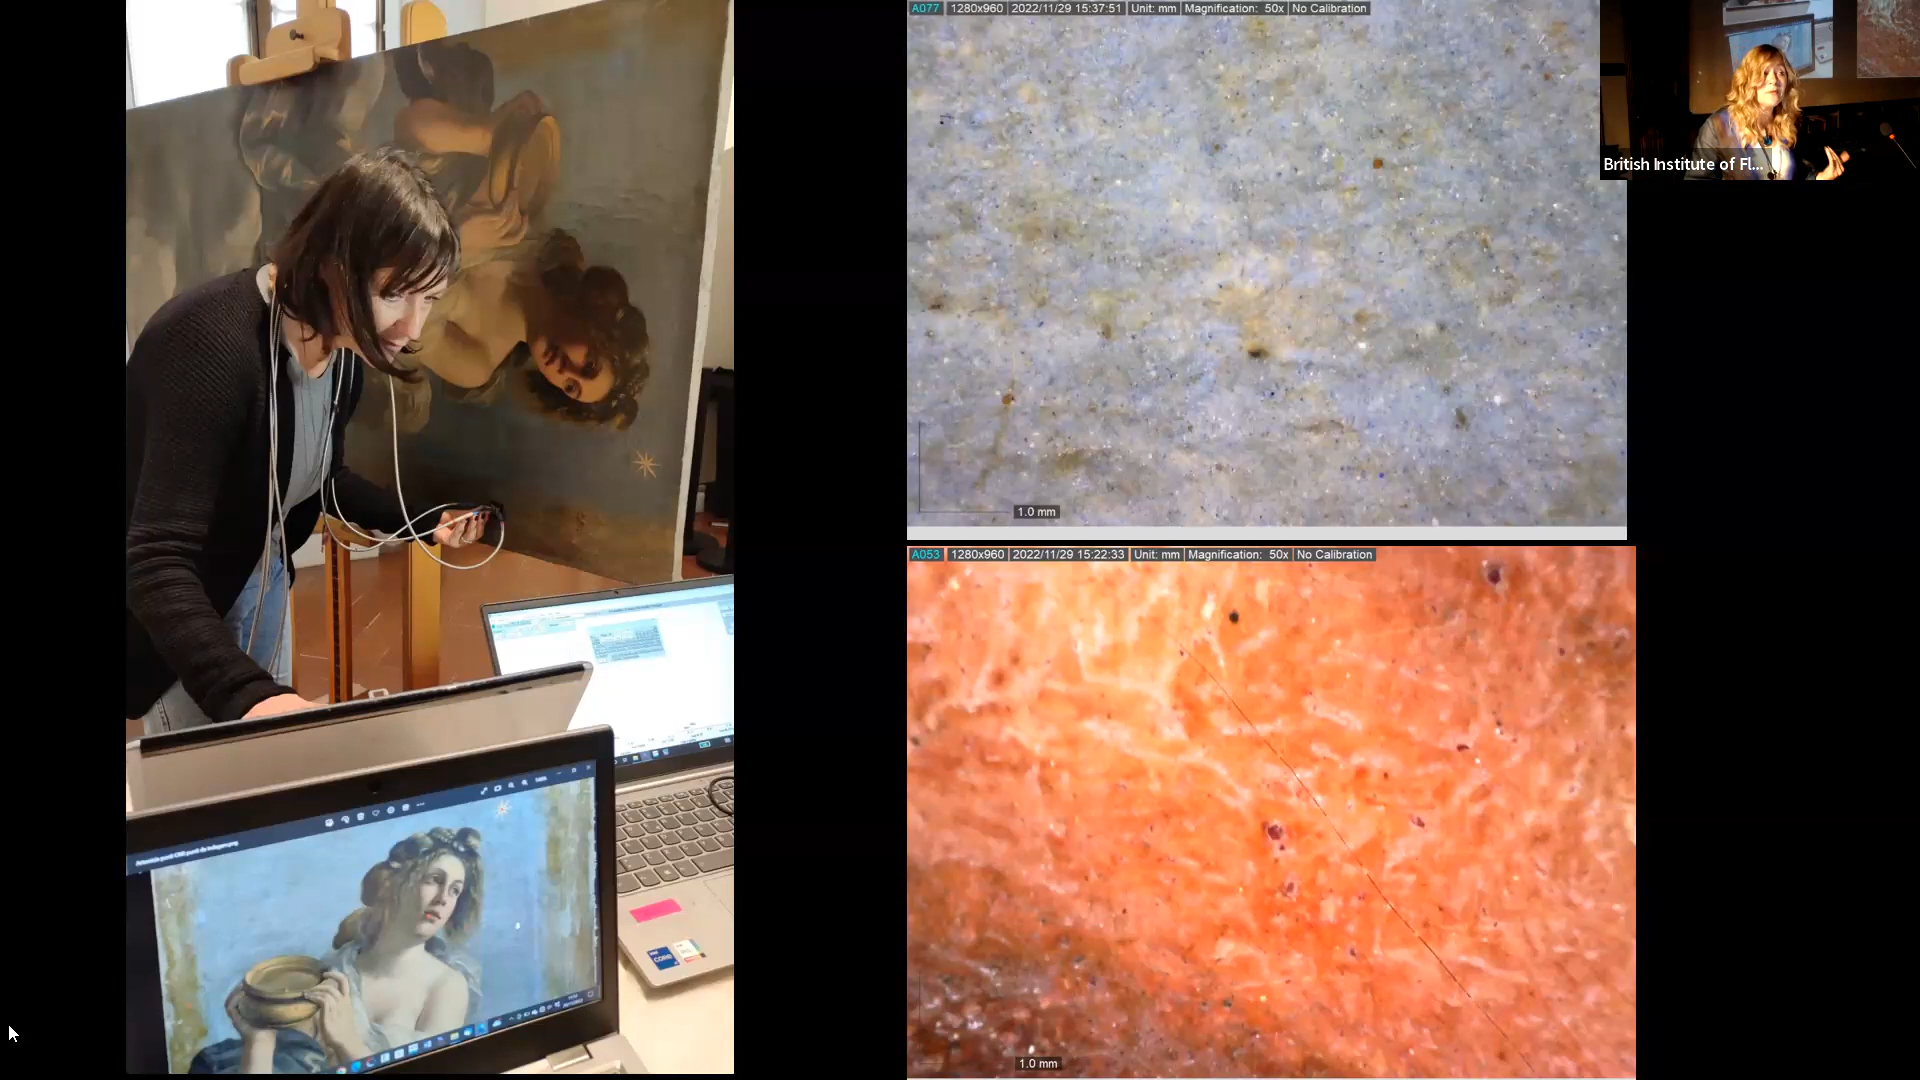 A077 1280x960 2022/11/29 15:37:51 Unit: mm Magnification: 50x No Calibration
1.0 mm
British Institute of Fl...
A053 1280x960 2022/11/29 15:22:33 Unit: mm Magnification: 50x No Calibration
1.0 mm
CORE